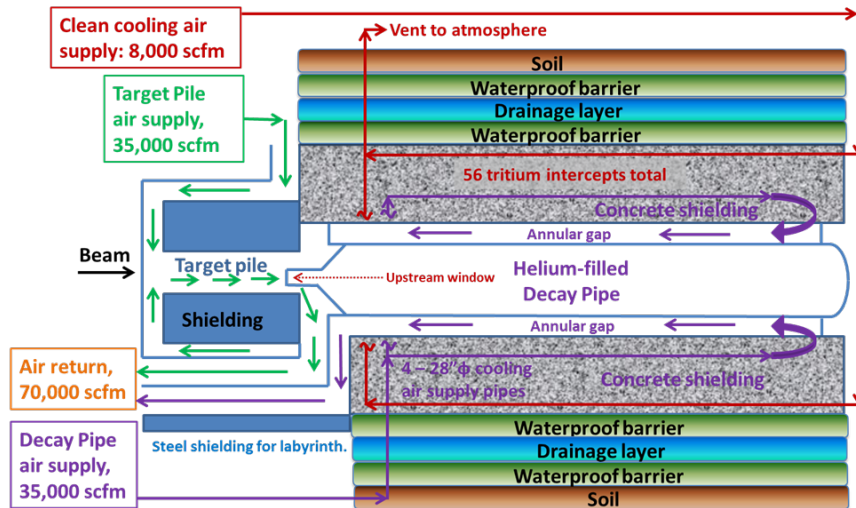 Clean cooling air
supply: 8,000 scfm
Vent to atmosphere
Soil
Waterproof barrier
Drainage layer
Waterproof barrier
Target Pile
air supply,
35,000 scfm
56 tritium intercepts total
Concrete shielding
Annular gap
Beam
Target pile
Upstream window
Helium-filled
Decay Pipe
Shielding
Annular gap
Air return,
70,000 scfm
4 – 28"ϕ cooling
air supply pipes
Concrete shielding
Steel shielding for labyrinth.
Waterproof barrier
Drainage layer
Waterproof barrier
Soil
Decay Pipe
air supply,
35,000 scfm